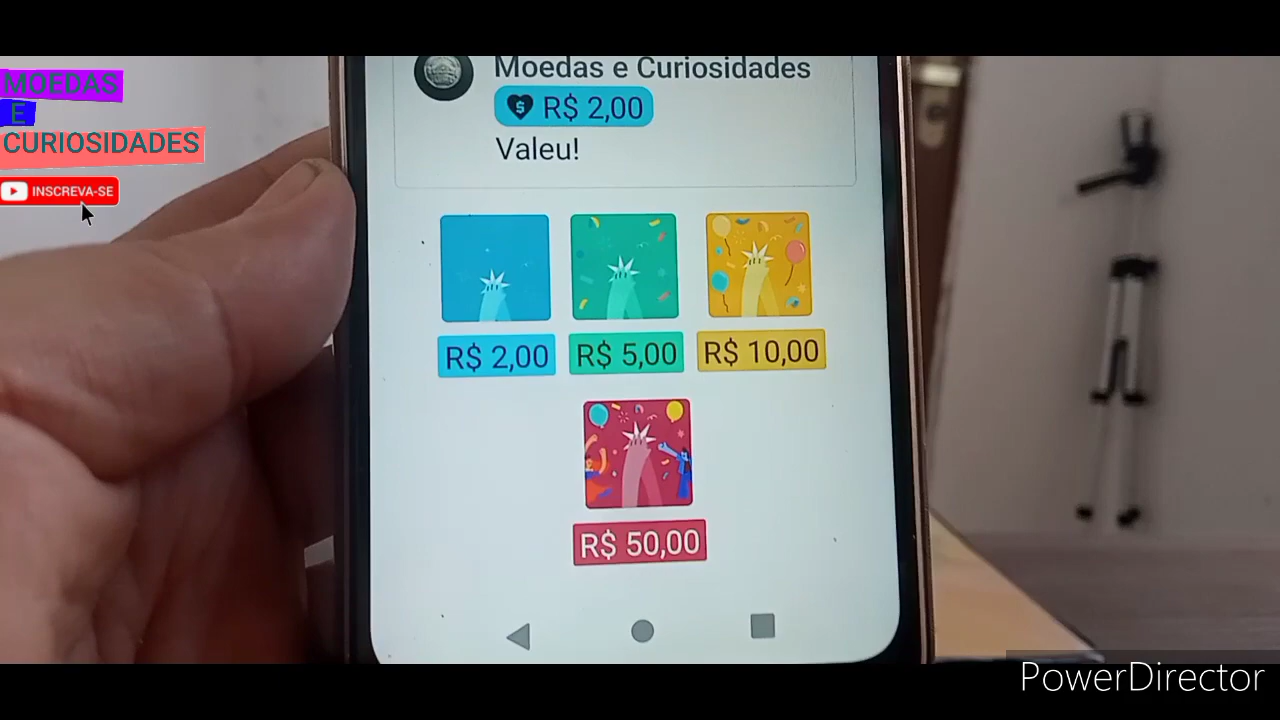 MOEDAS
E
CURIOSIDADES
INSCREVA-SE
Moedas e Curiosidades
R$ 2,00
Valeu!
R$ 2,00
R$ 5,00
R$ 10,00
R$ 50,00
PowerDirector